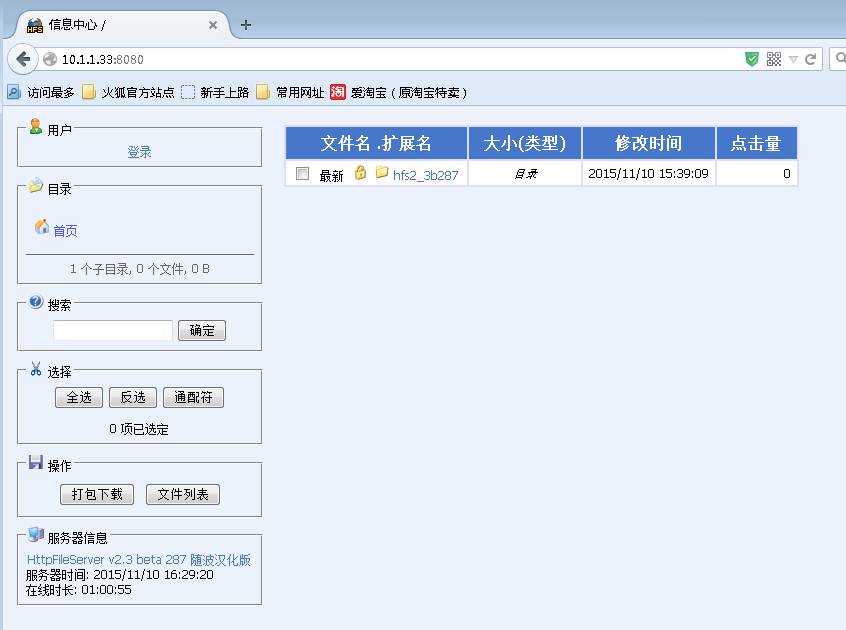 信息中心 /
10.1.1.33:8080
访问最多 火狐官方站点 新手上路 常用网址 淘 爱淘宝（原淘宝特卖）
用户
登录
目录
首页
1 个子目录, 0 个文件, 0 B
搜索
确定
选择
全选 反选 通配符
0 项已选定
操作
打包下载 文件列表
服务器信息
HttpFileServer v2.3 beta 287 随波汉化版
服务器时间: 2015/11/10 16:29:20
在线时长: 01:00:55
文件名 .扩展名 大小(类型) 修改时间 点击量
最新 hfs2_3b287 目录 2015/11/10 15:39:09 0